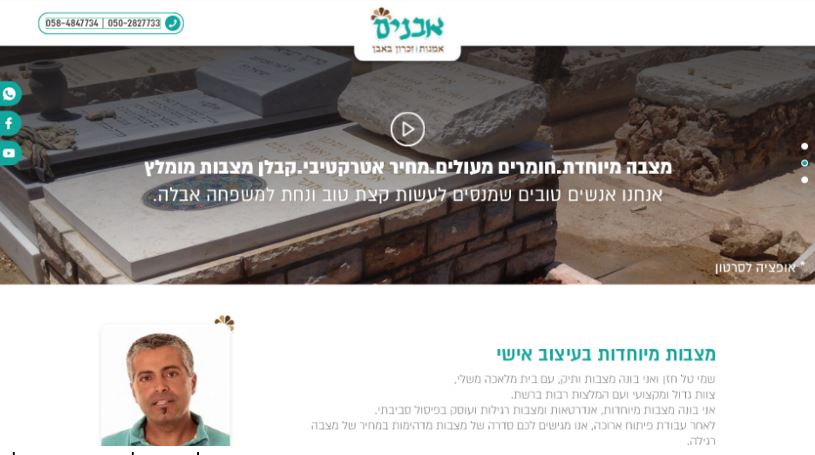 058-4847734 | 050-2827733
אבנים
אמנות | זכרון באבן
מצבה מיוחדת.חומרים מעולים.מחיר אטרקטיבי.קבלן מצבות מומלץ
אנחנו אנשים טובים שמנסים לעשות קצת טוב ונחת למשפחה אבלה.
* אופציה לסרטון
מצבות מיוחדות בעיצוב אישי
שמי טל חזן ואני בונה מצבות ותיק, עם בית מלאכה משלי,
צוות גדול ומקצועי ועם המלצות רבות ברשת.
אני בונה מצבות מיוחדות, אנדרטאות ומצבות רגילות ועוסק בפיסול סביבתי.
לאחר עבודת פיתוח ארוכה, אנו מגישים לכם סדרה של מצבות מדהימות במחיר של מצבה
רגילה.